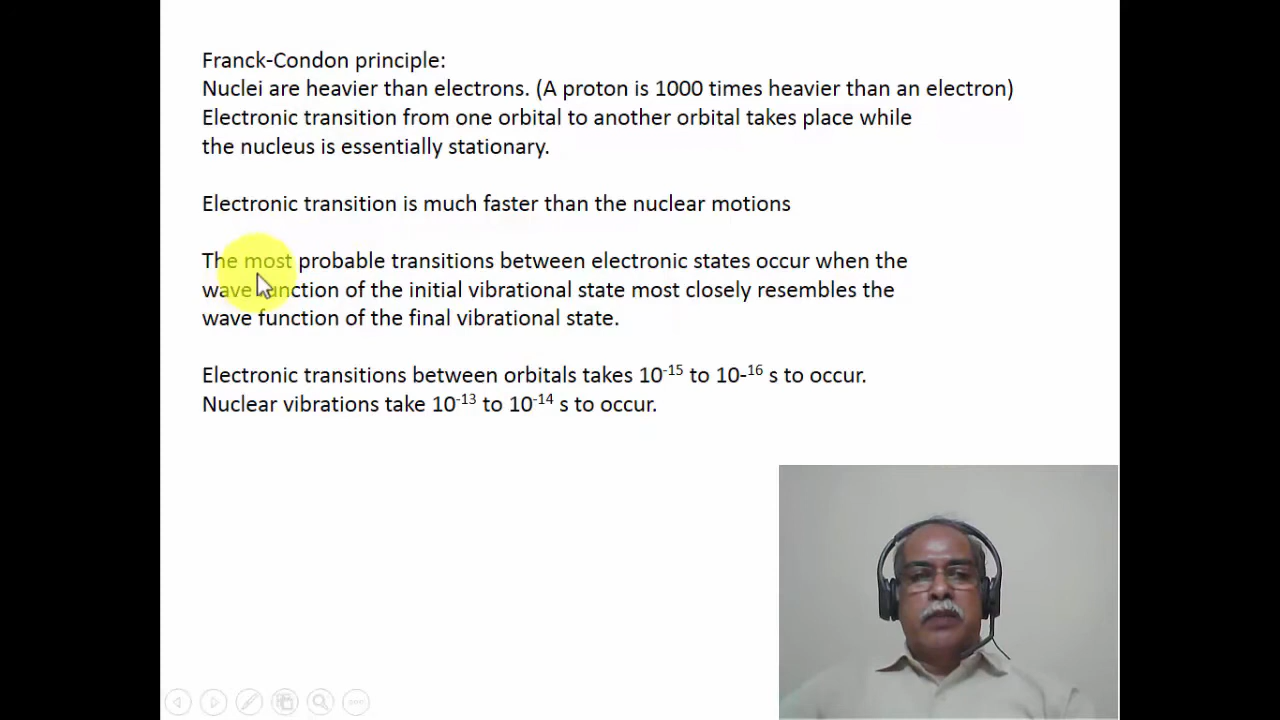 Franck-Condon principle:
Nuclei are heavier than electrons. (A proton is 1000 times heavier than an electron)
Electronic transition from one orbital to another orbital takes place while
the nucleus is essentially stationary.
Electronic transition is much faster than the nuclear motions
The most probable transitions between electronic states occur when the
wave function of the initial vibrational state most closely resembles the
wave function of the final vibrational state.
Electronic transitions between orbitals takes 10⁻¹⁵ to 10-¹⁶ s to occur.
Nuclear vibrations take 10⁻¹³ to 10⁻¹⁴ s to occur.